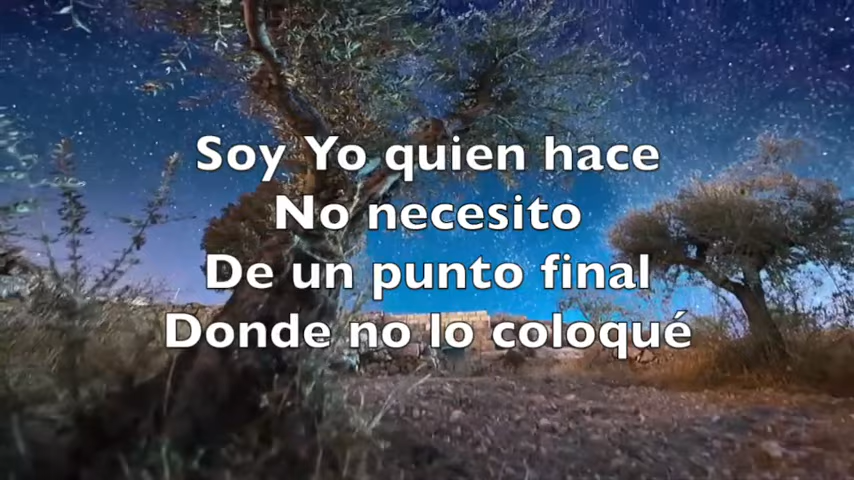 Soy Yo quien hace
No necesito
De un punto final
Donde no lo coloqué